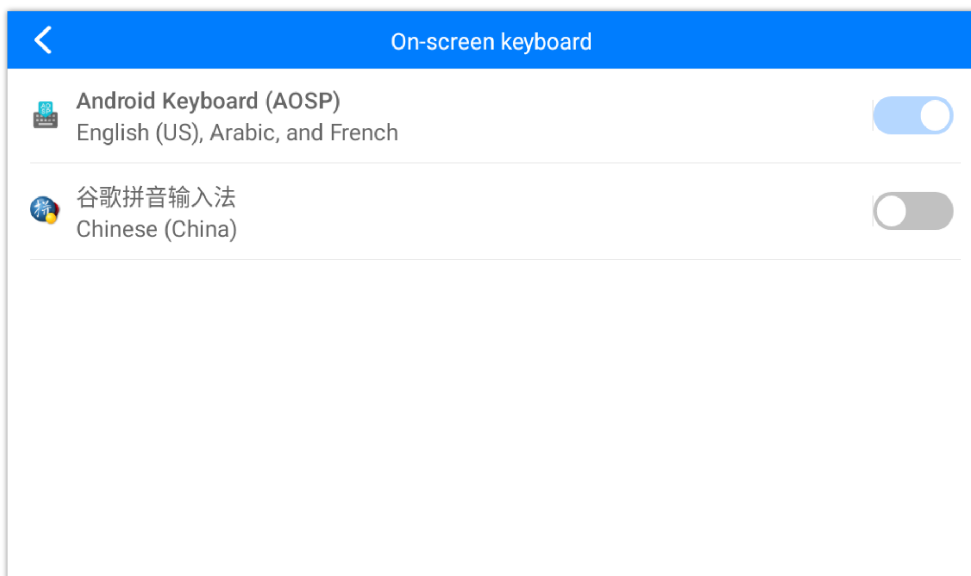 On-screen keyboard
Android Keyboard (AOSP)
English (US), Arabic, and French
谷歌拼音输入法
Chinese (China)